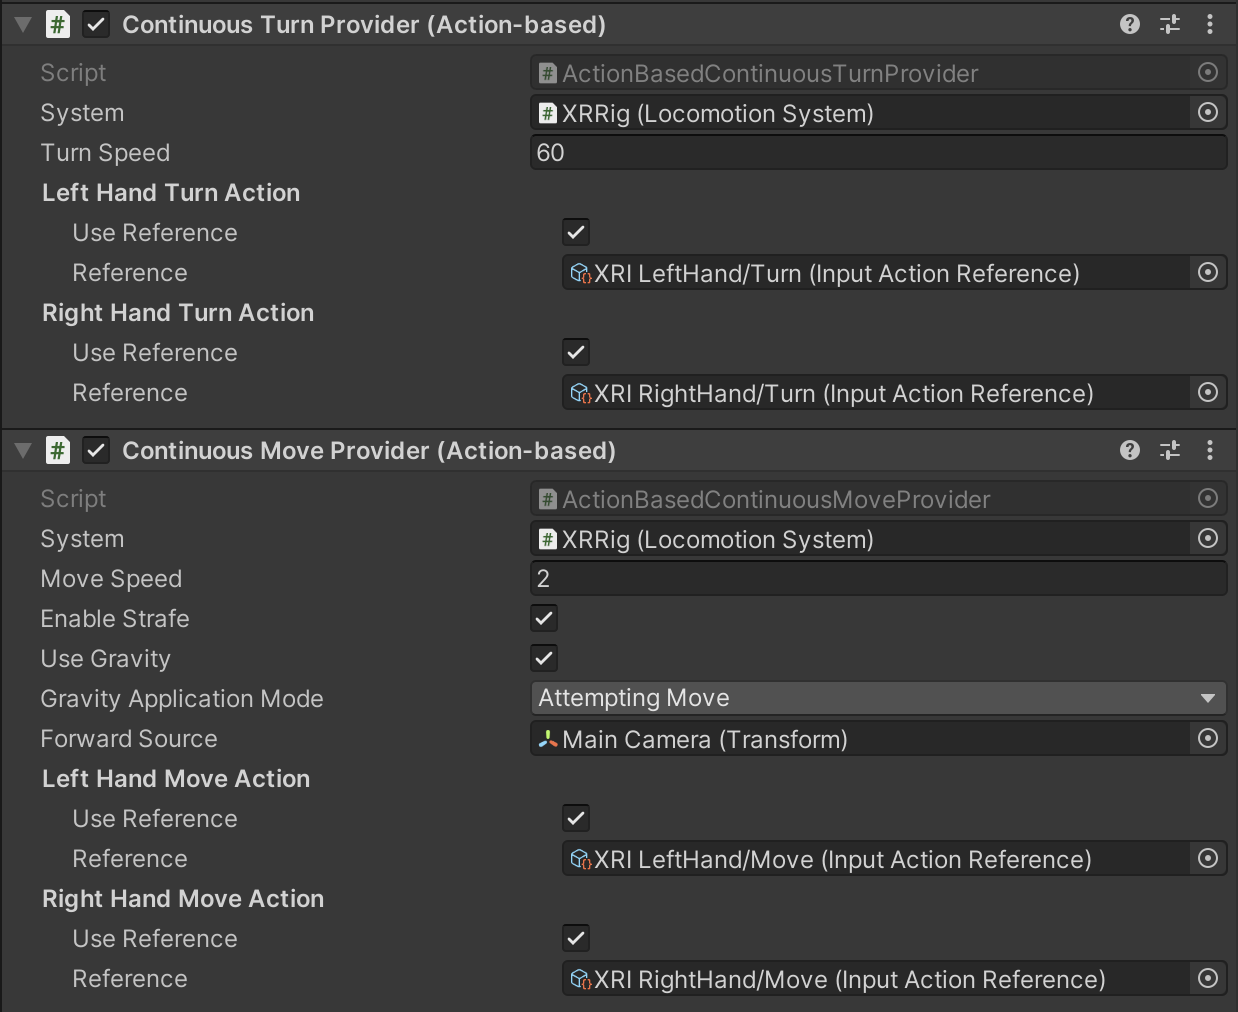 Continuous Turn Provider (Action-based)
Script ActionBasedContinuousTurnProvider
System XRRig (Locomotion System)
Turn Speed 60
Left Hand Turn Action
Use Reference
Reference XRI LeftHand/Turn (Input Action Reference)
Right Hand Turn Action
Use Reference
Reference XRI RightHand/Turn (Input Action Reference)
Continuous Move Provider (Action-based)
Script ActionBasedContinuousMoveProvider
System XRRig (Locomotion System)
Move Speed 2
Enable Strafe
Use Gravity
Gravity Application Mode Attempting Move
Forward Source Main Camera (Transform)
Left Hand Move Action
Use Reference
Reference XRI LeftHand/Move (Input Action Reference)
Right Hand Move Action
Use Reference
Reference XRI RightHand/Move (Input Action Reference)